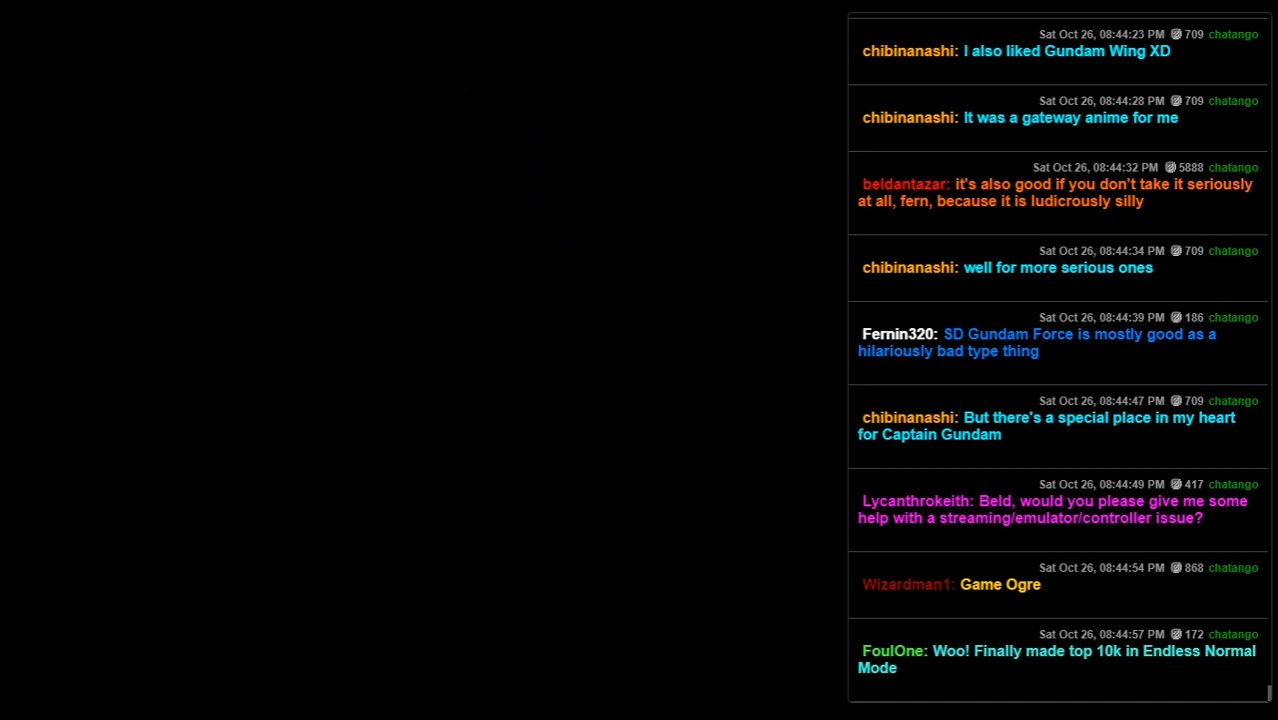 Sat Oct 26, 08:44:23 PM 709 chatango
chibinanashi: I also liked Gundam Wing XD
Sat Oct 26, 08:44:28 PM 709 chatango
chibinanashi: It was a gateway anime for me
Sat Oct 26, 08:44:32 PM 5888 chatango
beldantazar: it's also good if you don't take it seriously
at all, fern, because it is ludicrously silly
Sat Oct 26, 08:44:34 PM 709 chatango
chibinanashi: well for more serious ones
Sat Oct 26, 08:44:39 PM 186 chatango
Fernin320: SD Gundam Force is mostly good as a
hilariously bad type thing
Sat Oct 26, 08:44:47 PM 709 chatango
chibinanashi: But there's a special place in my heart
for Captain Gundam
Sat Oct 26, 08:44:49 PM 417 chatango
Lycanthrokeith: Beld, would you please give me some
help with a streaming/emulator/controller issue?
Sat Oct 26, 08:44:54 PM 868 chatango
Wizardman1: Game Ogre
Sat Oct 26, 08:44:57 PM 172 chatango
FoulOne: Woo! Finally made top 10k in Endless Normal
Mode